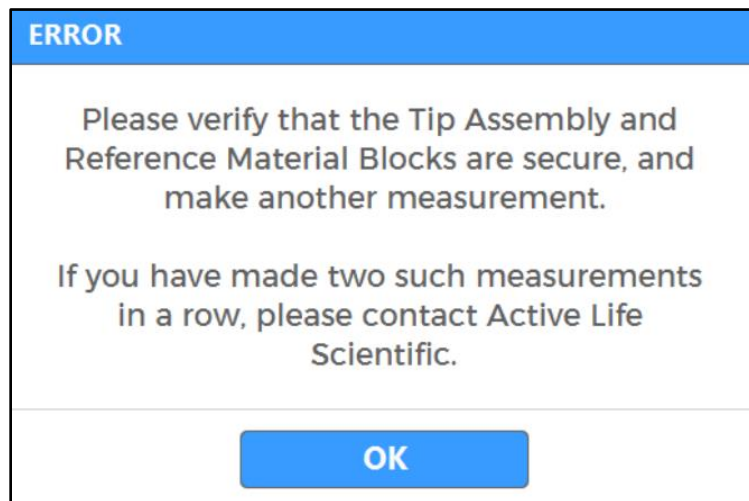 ERROR
Please verify that the Tip Assembly and
Reference Material Blocks are secure, and
make another measurement.
If you have made two such measurements
in a row, please contact Active Life
Scientific.
OK